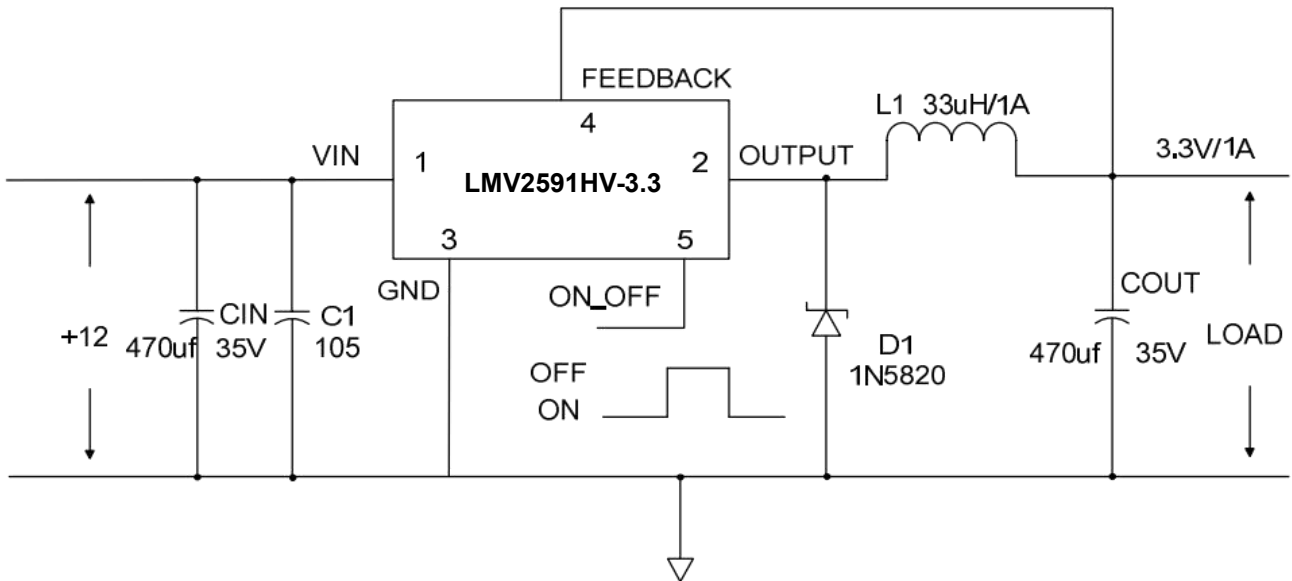 FEEDBACK
4
L1 33uH/1A
VIN
1
LMV2591HV-3.3
2
OUTPUT
3.3V/1A
3
5
GND
ON_OFF
+12
CIN
470uf 35V
C1
105
OFF
ON
D1
1N5820
COUT
470uf 35V
LOAD